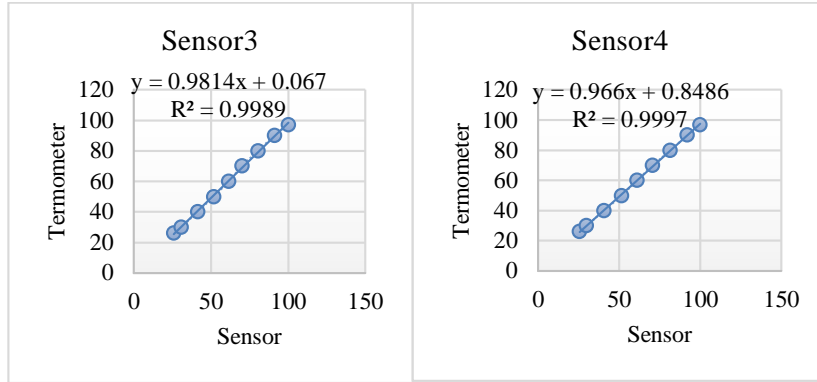 Sensor3
y = 0.9814x + 0.067
R² = 0.9989
120
100
80
60
40
20
0
0 50 100 150
Termometer
Sensor
Sensor4
y = 0.966x + 0.8486
R² = 0.9997
120
100
80
60
40
20
0
0 50 100 150
Termometer
Sensor